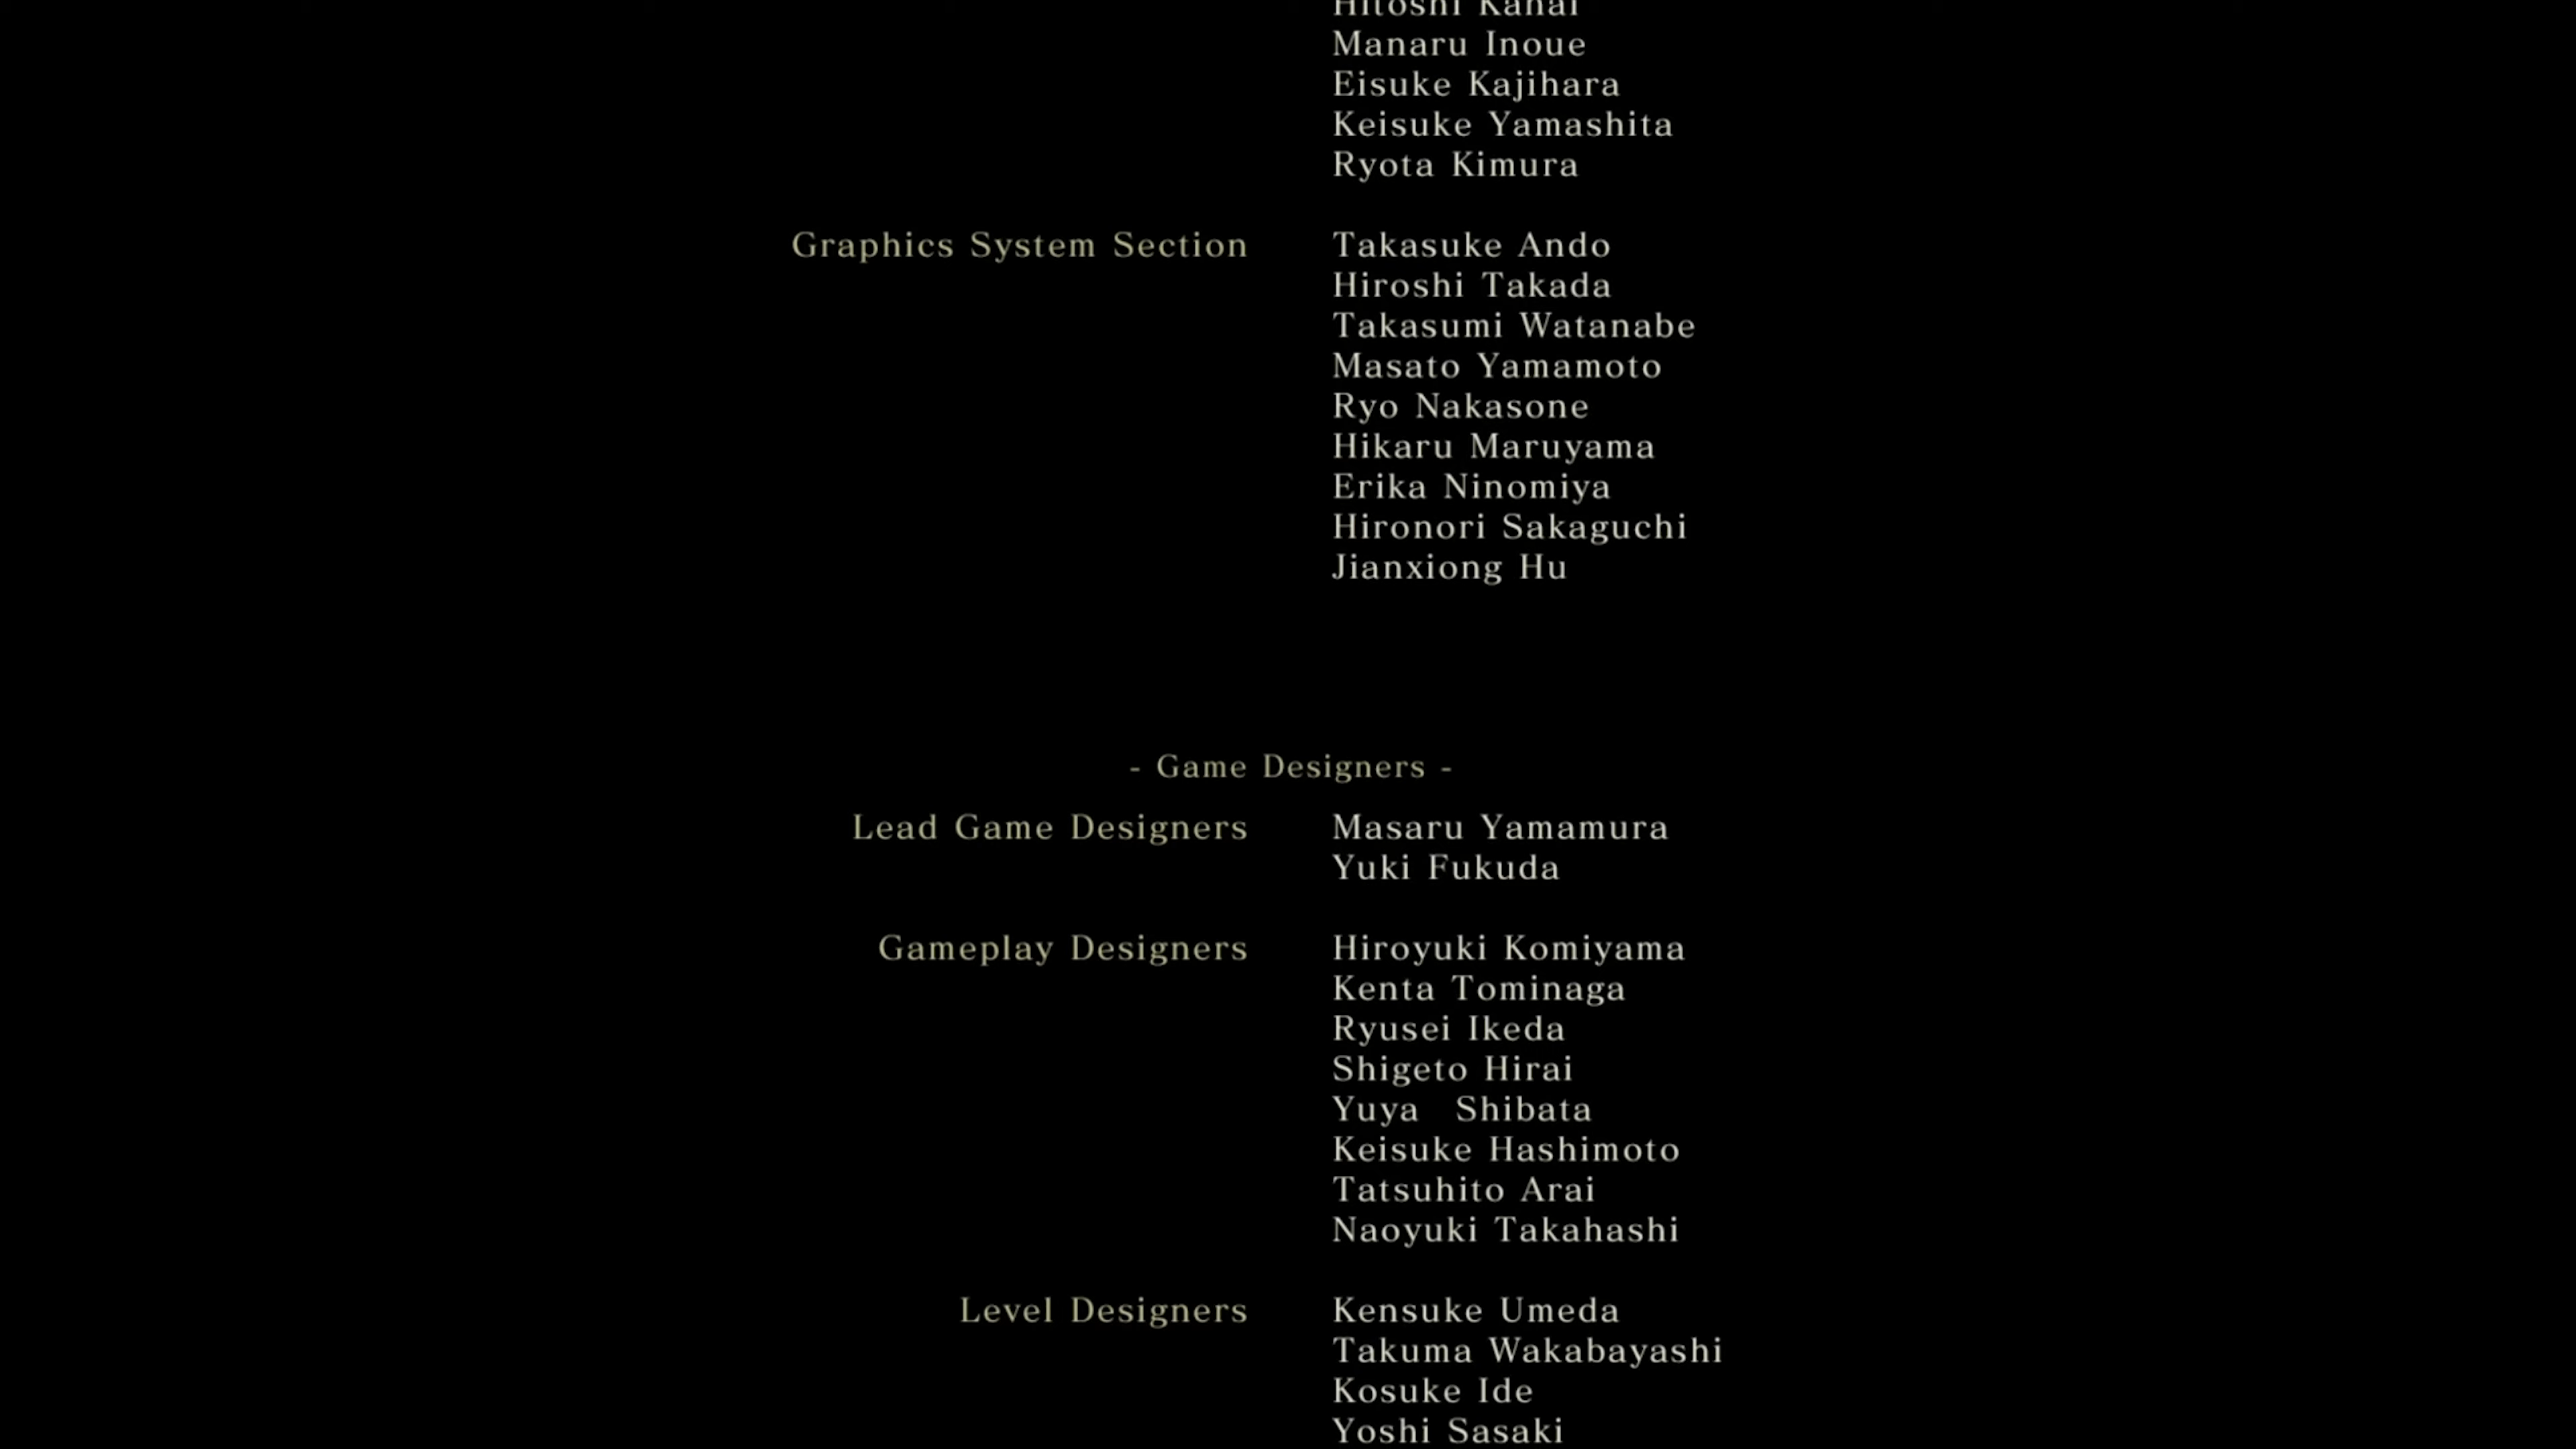 Hitoshi Kanai
Manaru Inoue
Eisuke Kajihara
Keisuke Yamashita
Ryota Kimura
Graphics System Section Takasuke Ando
Hiroshi Takada
Takasumi Watanabe
Masato Yamamoto
Ryo Nakasone
Hikaru Maruyama
Erika Ninomiya
Hironori Sakaguchi
Jianxiong Hu
- Game Designers -
Lead Game Designers Masaru Yamamura
Yuki Fukuda
Gameplay Designers Hiroyuki Komiyama
Kenta Tominaga
Ryusei Ikeda
Shigeto Hirai
Yuya Shibata
Keisuke Hashimoto
Tatsuhito Arai
Naoyuki Takahashi
Level Designers Kensuke Umeda
Takuma Wakabayashi
Kosuke Ide
Yoshi Sasaki